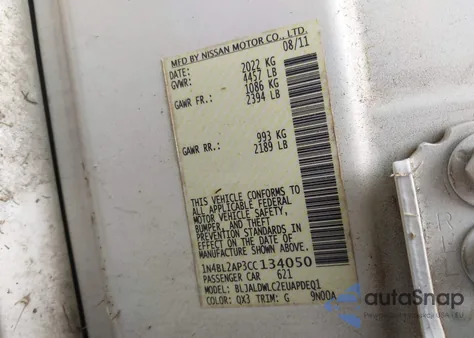 MFD BY NISSAN MOTOR CO., LTD.
DATE: 08/11
GVWR: 2022 KG
4457 LB
GAWR FR.: 1086 KG
2394 LB
GAWR RR.: 993 KG
2189 LB
THIS VEHICLE CONFORMS TO
ALL APPLICABLE FEDERAL
MOTOR VEHICLE SAFETY,
BUMPER, AND THEFT
PREVENTION STANDARDS IN
EFFECT ON THE DATE OF
MANUFACTURE SHOWN ABOVE.
1N4BL2AP3CC134050
PASSENGER CAR 621
MODEL: BLJALDWLC2EUAPDEQ1
COLOR: QX3 TRIM: G 9N00A
autoSnap